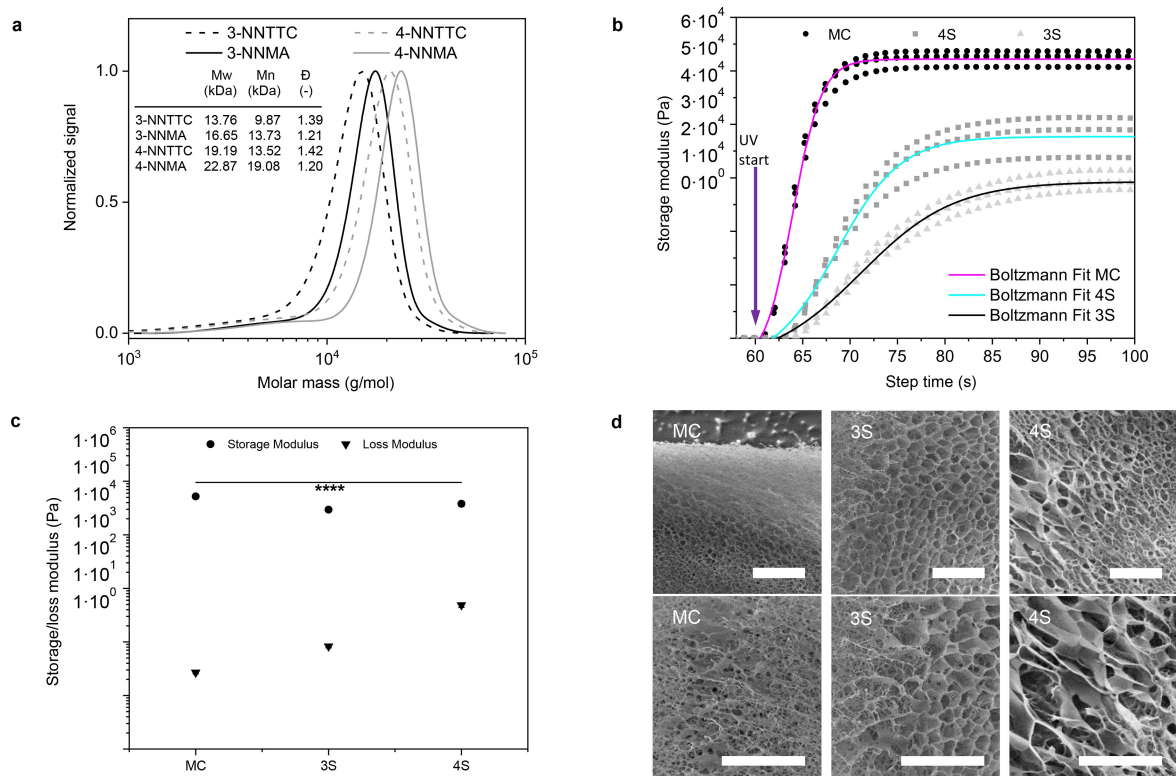 a
3-NNTTC 4-NNTTC
3-NNMA 4-NNMA
Mw Mn Đ
(kDa) (kDa) (-)
3-NNTTC 13.76 9.87 1.39
3-NNMA 16.65 13.73 1.21
4-NNTTC 19.19 13.52 1.42
4-NNMA 22.87 19.08 1.20
Normalized signal
1.0
0.5
0.0
10³ 10⁴ 10⁵
Molar mass (g/mol)
b
MC 4S 3S
Storage modulus (Pa)
6·10⁴
5·10⁴
4·10⁴
3·10⁴
2·10⁴
1·10⁴
0·10⁰
UV
start
Boltzmann Fit MC
Boltzmann Fit 4S
Boltzmann Fit 3S
60 65 70 75 80 85 90 95 100
Step time (s)
c
Storage Modulus Loss Modulus
****
Storage/loss modulus (Pa)
1·10⁶
1·10⁵
1·10⁴
1·10³
1·10²
1·10¹
1·10⁰
MC 3S 4S
d
MC 3S 4S
MC 3S 4S